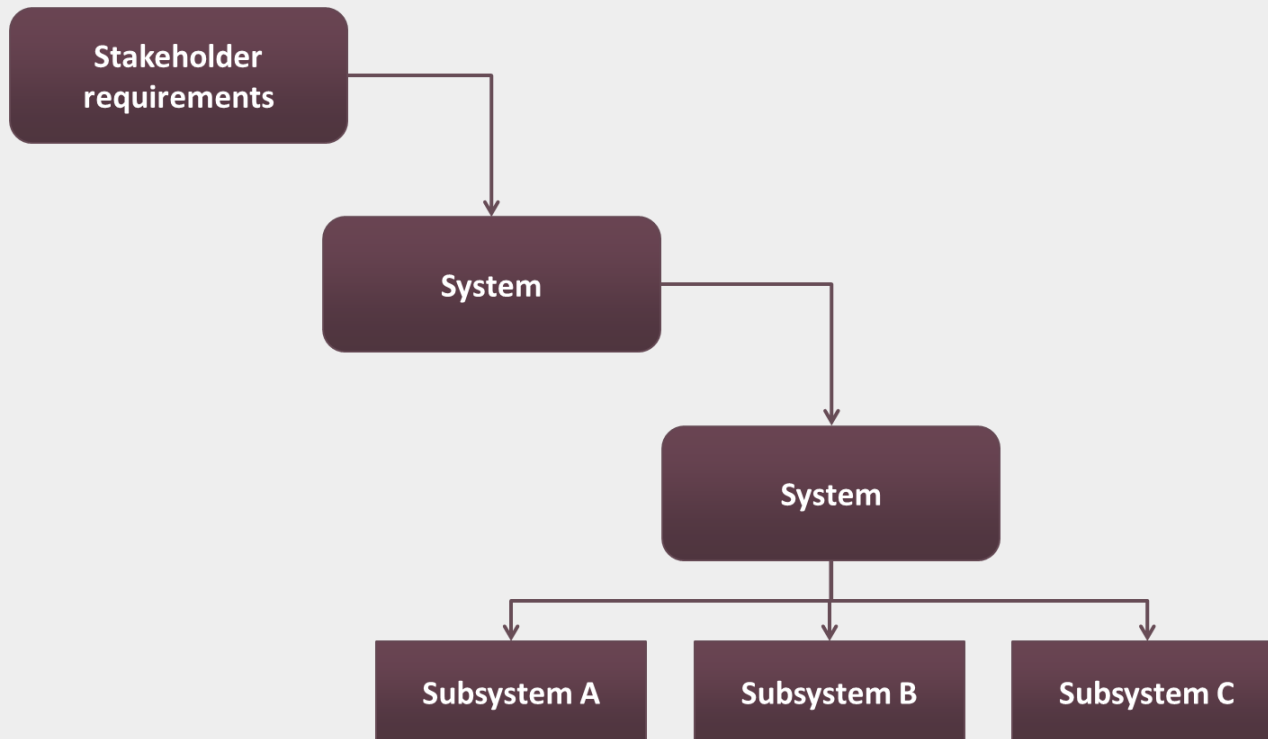 Stakeholder
requirements
System
System
Subsystem A
Subsystem B
Subsystem C